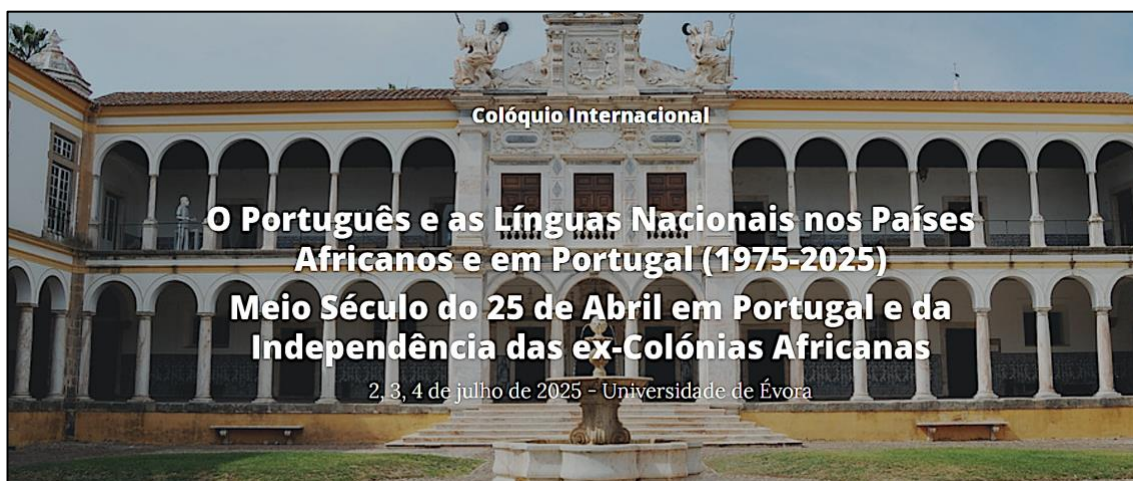 Colóquio Internacional
O Português e as Línguas Nacionais nos Países
Africanos e em Portugal (1975-2025)
Meio Século do 25 de Abril em Portugal e da
Independência das ex-Colónias Africanas
2, 3, 4 de julho de 2025 - Universidade de Évora